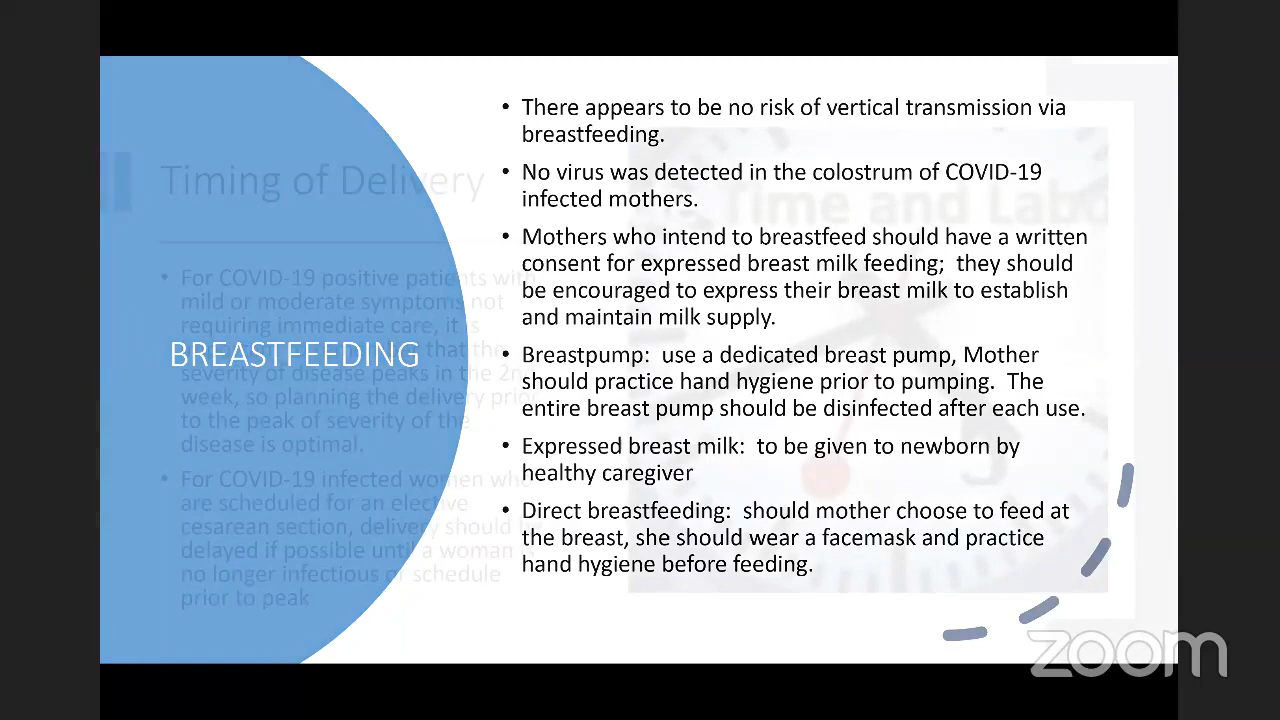 There appears to be no risk of vertical transmission via
breastfeeding.
No virus was detected in the colostrum of COVID-19
infected mothers.
Mothers who intend to breastfeed should have a written
consent for expressed breast milk feeding; they should
be encouraged to express their breast milk to establish
and maintain milk supply.
BREASTFEEDING
Breastpump: use a dedicated breast pump, Mother
should practice hand hygiene prior to pumping. The
entire breast pump should be disinfected after each use.
Expressed breast milk: to be given to newborn by
healthy caregiver
Direct breastfeeding: should mother choose to feed at
the breast, she should wear a facemask and practice
hand hygiene before feeding.
Timing of Delivery
For COVID-19 positive patients with
mild or moderate symptoms not
requiring immediate care, it is
that the
severity of disease peaks in the 2nd
week, so planning the delivery prior
to the peak of severity of the
disease is optimal.
For COVID-19 infected women who
are scheduled for an elective
cesarean section, delivery should be
delayed if possible until a woman is
no longer infectious or schedule
prior to peak
Time and Labo
zoom